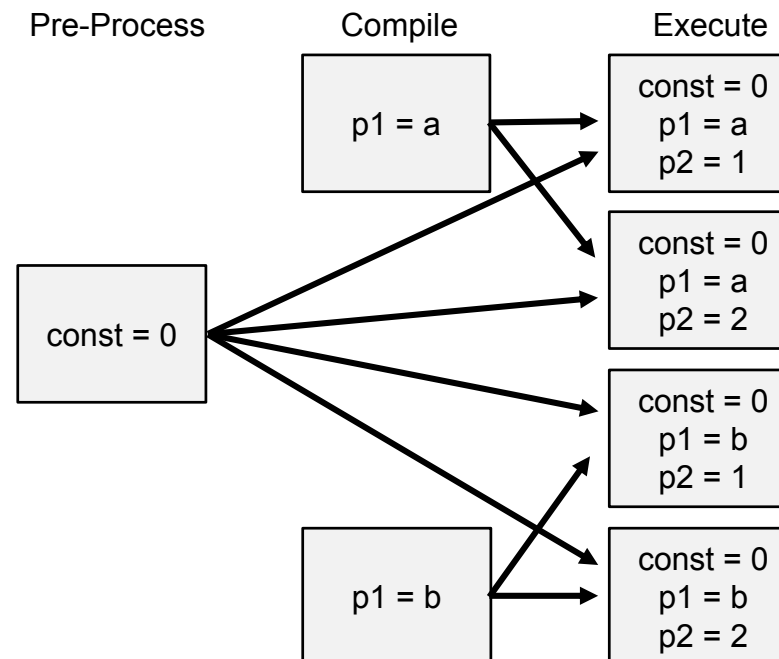 Pre-Process
Compile
Execute
p1 = a
const = 0
p1 = a
p2 = 1
const = 0
p1 = a
p2 = 2
const = 0
const = 0
p1 = b
p2 = 1
p1 = b
const = 0
p1 = b
p2 = 2